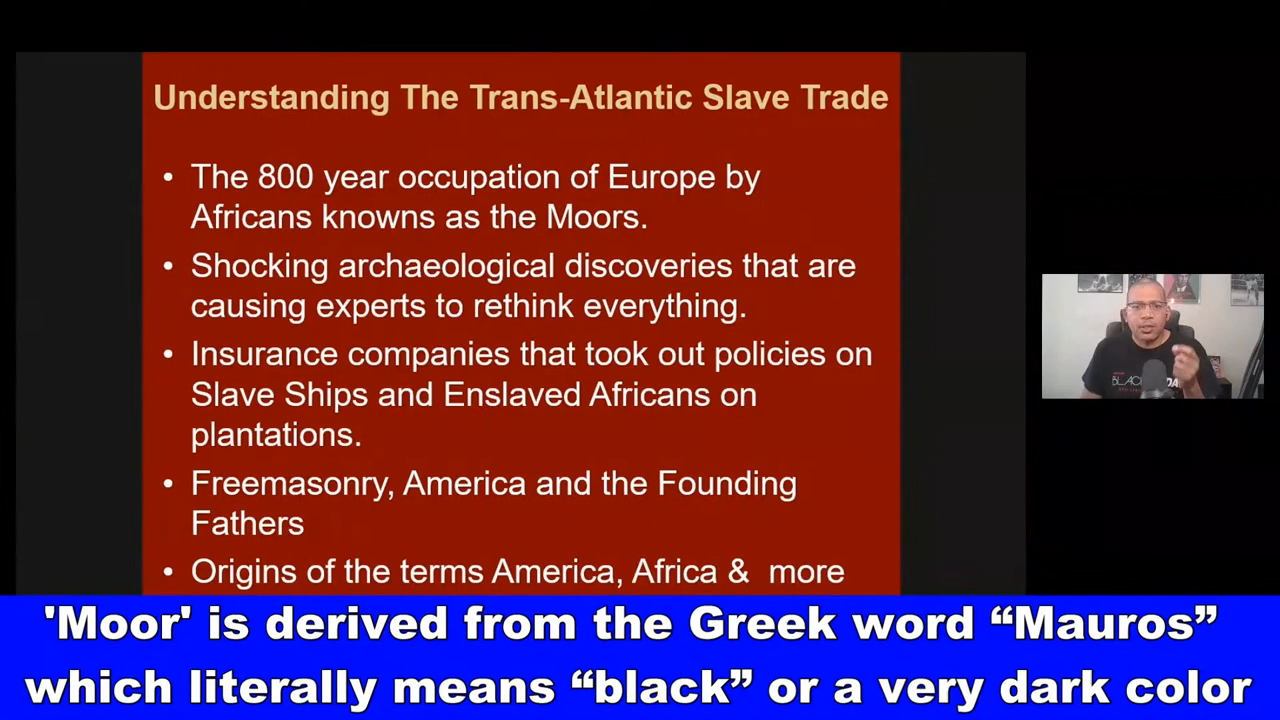 Understanding The Trans-Atlantic Slave Trade
• The 800 year occupation of Europe by
Africans knowns as the Moors.
• Shocking archaeological discoveries that are
causing experts to rethink everything.
• Insurance companies that took out policies on
Slave Ships and Enslaved Africans on
plantations.
• Freemasonry, America and the Founding
Fathers
• Origins of the terms America, Africa & more
'Moor' is derived from the Greek word “Mauros”
which literally means “black” or a very dark color